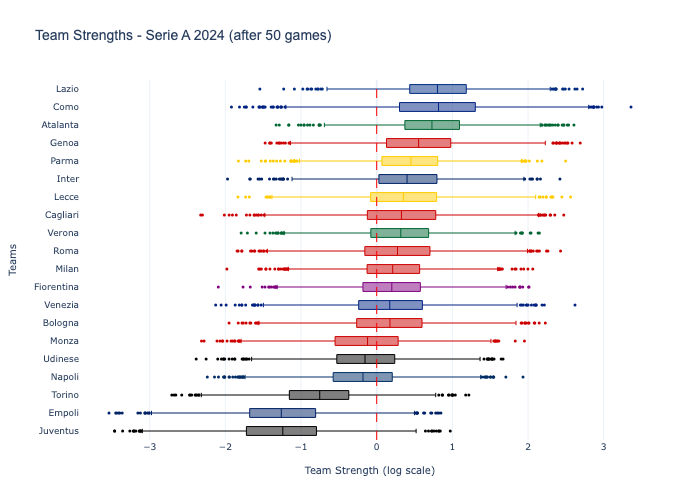 Team Strengths - Serie A 2024 (after 50 games)
Lazio
Como
Atalanta
Genoa
Parma
Inter
Lecce
Cagliari
Verona
Roma
Milan
Fiorentina
Venezia
Bologna
Monza
Udinese
Napoli
Torino
Empoli
Juventus
Teams
−3 −2 −1 0 1 2 3
Team Strength (log scale)